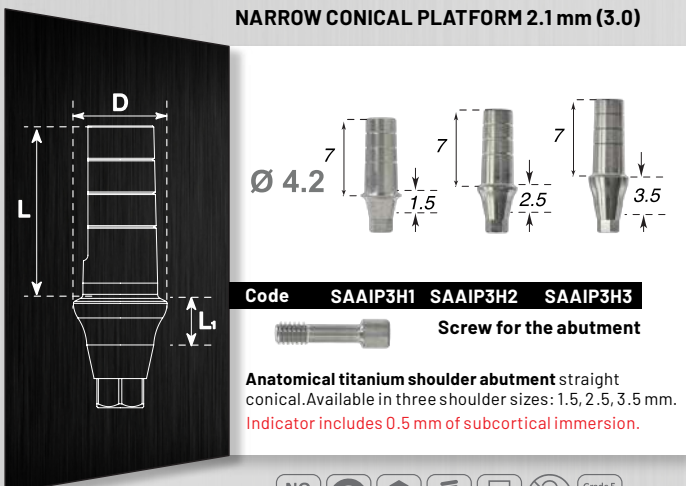 NARROW CONICAL PLATFORM 2.1 mm (3.0)
D
L
L1
Ø 4.2
7
1.5
7
2.5
7
3.5
Code SAAIP3H1 SAAIP3H2 SAAIP3H3
Screw for the abutment
Anatomical titanium shoulder abutment straight
conical.Available in three shoulder sizes: 1.5, 2.5, 3.5 mm.
Indicator includes 0.5 mm of subcortical immersion.